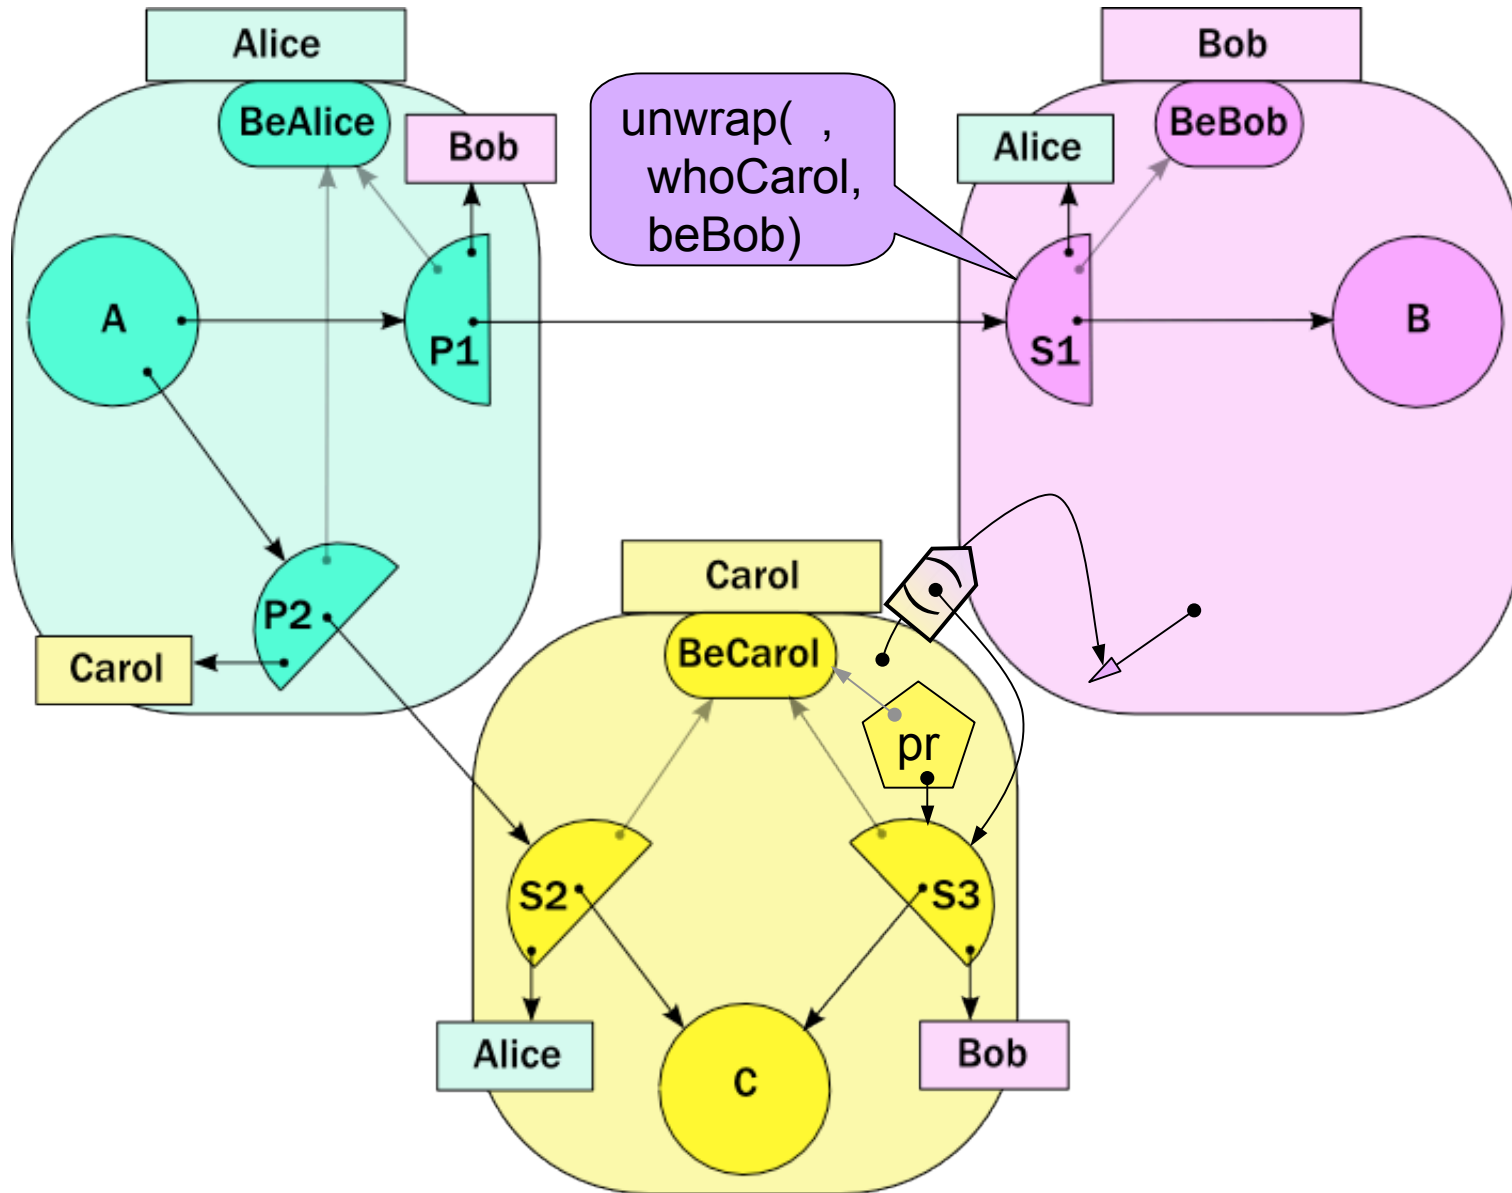 Alice
Bob
BeAlice
Bob
unwrap( ,
whoCarol,
beBob)
Alice
BeBob
A
P1
S1
B
P2
Carol
Carol
BeCarol
pr
S2
S3
Alice
C
Bob